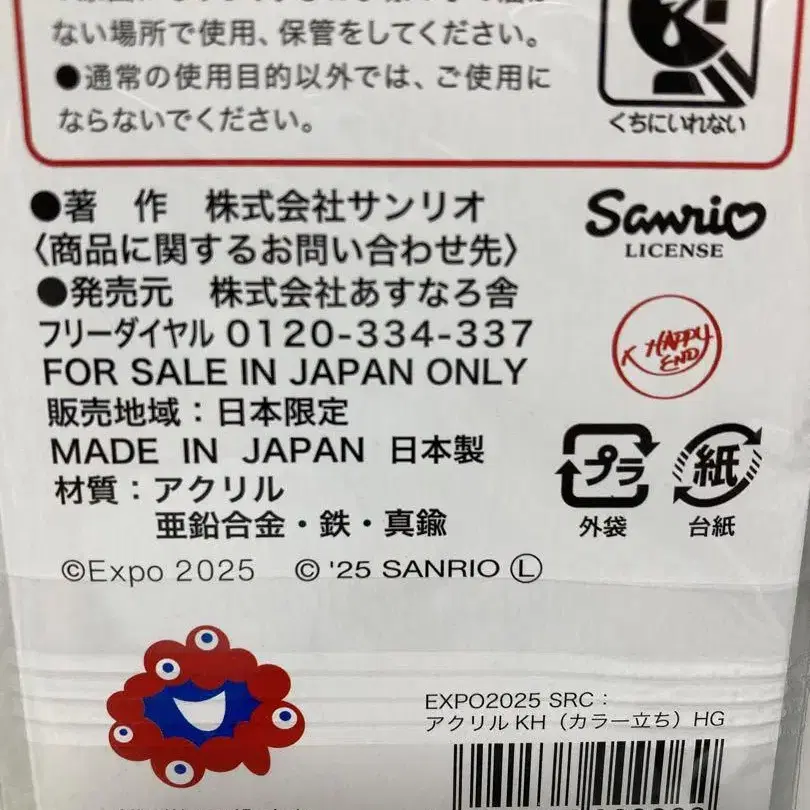 ない場所で使用、保管をしてください。
●通常の使用目的以外では、ご使用に
ならないでください。
くちにいれない
●著 作 株式会社サンリオ
〈商品に関するお問い合わせ先〉
●発売元 株式会社あすなろ舎
フリーダイヤル 0120-334-337
FOR SALE IN JAPAN ONLY
販売地域：日本限定
MADE IN JAPAN 日本製
材質：アクリル
亜鉛合金・鉄・真鍮
©Expo 2025 © '25 SANRIO Ⓛ
Sanrio
LICENSE
K HAPPY
END
プラ
外袋
紙
台紙
EXPO2025 SRC：
アクリルKH（カラー立ち）HG